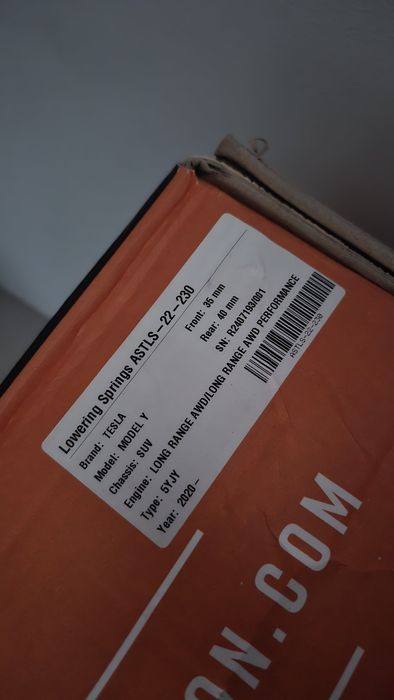 Lowering Springs ASTLS-22-230
Brand: TESLA
Front: 35 mm
Model: MODEL Y
Rear: 40 mm
Chassis: SUV
SN: R2407193/001
Engine: LONG RANGE AWD/LONG RANGE AWD PERFORMANCE
Type: 5YJY
Year: 2020-
ASTLS-22-230
ON.COM